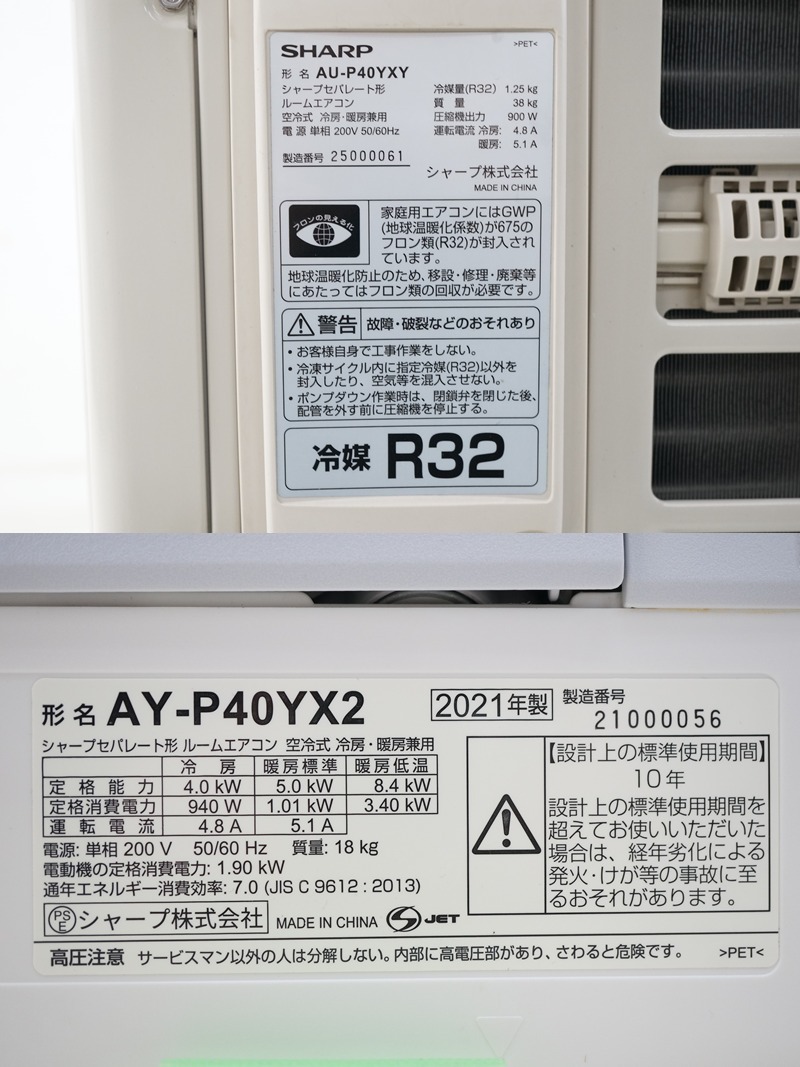 SHARP
>PET<
形 名 AU-P40YXY
シャープセパレート形
ルームエアコン
空冷式 冷房・暖房兼用
電 源 単相 200V 50/60Hz
冷媒量(R32) 1.25 kg
質 量 38 kg
圧縮機出力 900 W
運転電流 冷房: 4.8 A
暖房: 5.1 A
製造番号 25000061
シャープ株式会社
MADE IN CHINA
フロンの見える化
家庭用エアコンにはGWP
(地球温暖化係数)が675の
フロン類(R32)が封入され
ています。
地球温暖化防止のため、移設・修理・廃棄等
にあたってはフロン類の回収が必要です。
警告 故障・破裂などのおそれあり
・お客様自身で工事作業をしない。
・冷凍サイクル内に指定冷媒(R32)以外を
封入したり、空気等を混入させない。
・ポンプダウン作業時は、閉鎖弁を閉じた後、
配管を外す前に圧縮機を停止する。
冷媒 R32
形 名 AY-P40YX2
2021年製
製造番号
21000056
シャープセパレート形 ルームエアコン 空冷式 冷房・暖房兼用
冷 房 暖房標準 暖房低温
定 格 能 力 4.0 kW 5.0 kW 8.4 kW
定格消費電力 940 W 1.01 kW 3.40 kW
運 転 電 流 4.8 A 5.1 A
電源: 単相 200 V 50/60 Hz 質量: 18 kg
電動機の定格消費電力: 1.90 kW
通年エネルギー消費効率: 7.0 (JIS C 9612 : 2013)
PSE シャープ株式会社 MADE IN CHINA S JET
【設計上の標準使用期間】
10 年
設計上の標準使用期間を
超えてお使いいただいた
場合は、経年劣化による
発火・けが等の事故に至
るおそれがあります。
高圧注意 サービスマン以外の人は分解しない。内部に高電圧部があり、さわると危険です。 >PET<